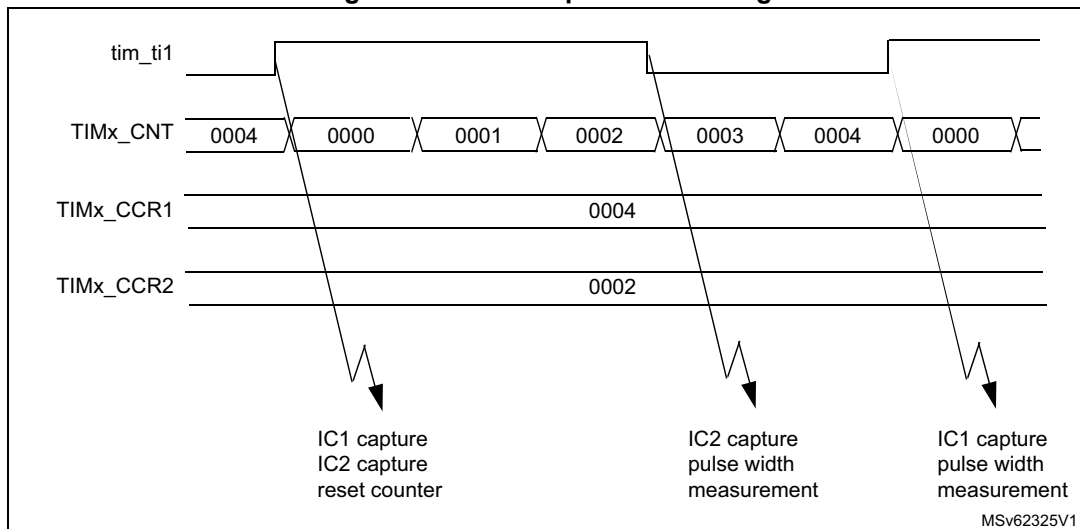 tim_ti1
TIMx_CNT 0004 0000 0001 0002 0003 0004 0000
TIMx_CCR1 0004
TIMx_CCR2 0002
IC1 capture
IC2 capture
reset counter
IC2 capture
pulse width
measurement
IC1 capture
pulse width
measurement
MSv62325V1